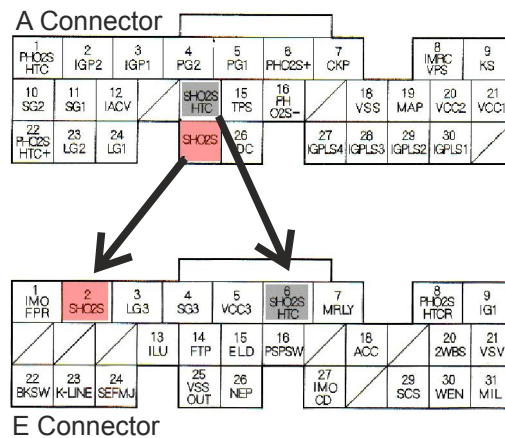 A Connector
1 PHO2S HTC 2 IGP2 3 IGP1 4 PG2 5 PG1 6 PHO2S+ 7 CKP 8 IMRC VPS 9 KS
10 SG2 11 SG1 12 IACV SHO2S HTC 15 TPS 16 PH O2S- 18 VSS 19 MAP 20 VCC2 21 VCC1
22 PHO2S HTC+ 23 LG2 24 LG1 SHO2S 26 DC 27 IGPLS4 28 IGPLS3 29 IGPLS2 30 IGPLS1
1 IMO FPR 2 SHO2S 3 LG3 4 SG3 5 VCC3 6 SHO2S HTC 7 MRLY 8 PHO2S HTCR 9 IG1
13 ILU 14 FTP 15 ELD 16 PSPSW 18 ACC 20 2WBS 21 VSV
22 BKSW 23 K-LINE 24 SEFMJ 25 VSS OUT 26 NEP 27 IMO CD 29 SCS 30 WEN 31 MIL
E Connector